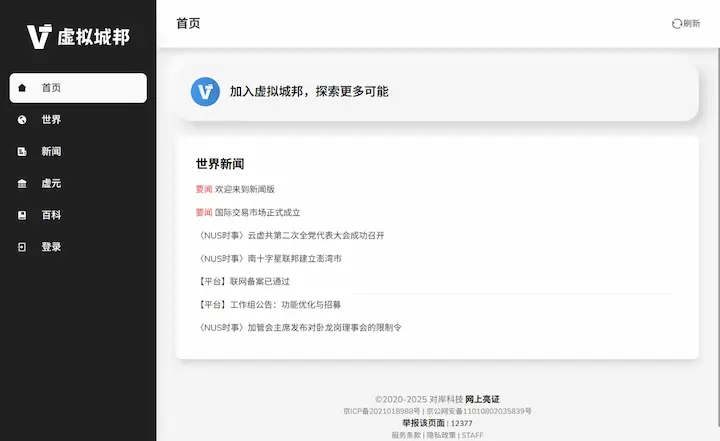 虚拟城邦
首页
世界
新闻
虚元
百科
登录
首页
刷新
加入虚拟城邦，探索更多可能
世界新闻
要闻 欢迎来到新闻版
要闻 国际交易市场正式成立
〈NUS时事〉云虚共第二次全党代表大会成功召开
〈NUS时事〉南十字星联邦建立澎湾市
【平台】联网备案已通过
【平台】工作组公告：功能优化与招募
〈NUS时事〉加管会主席发布对卧龙岗理事会的限制令
©2020-2025 对岸科技 网上亮证
京ICP备2021018988号 | 京公网安备11010802035839号
举报该页面 | 12377
服务条款 | 隐私政策 | STAFF